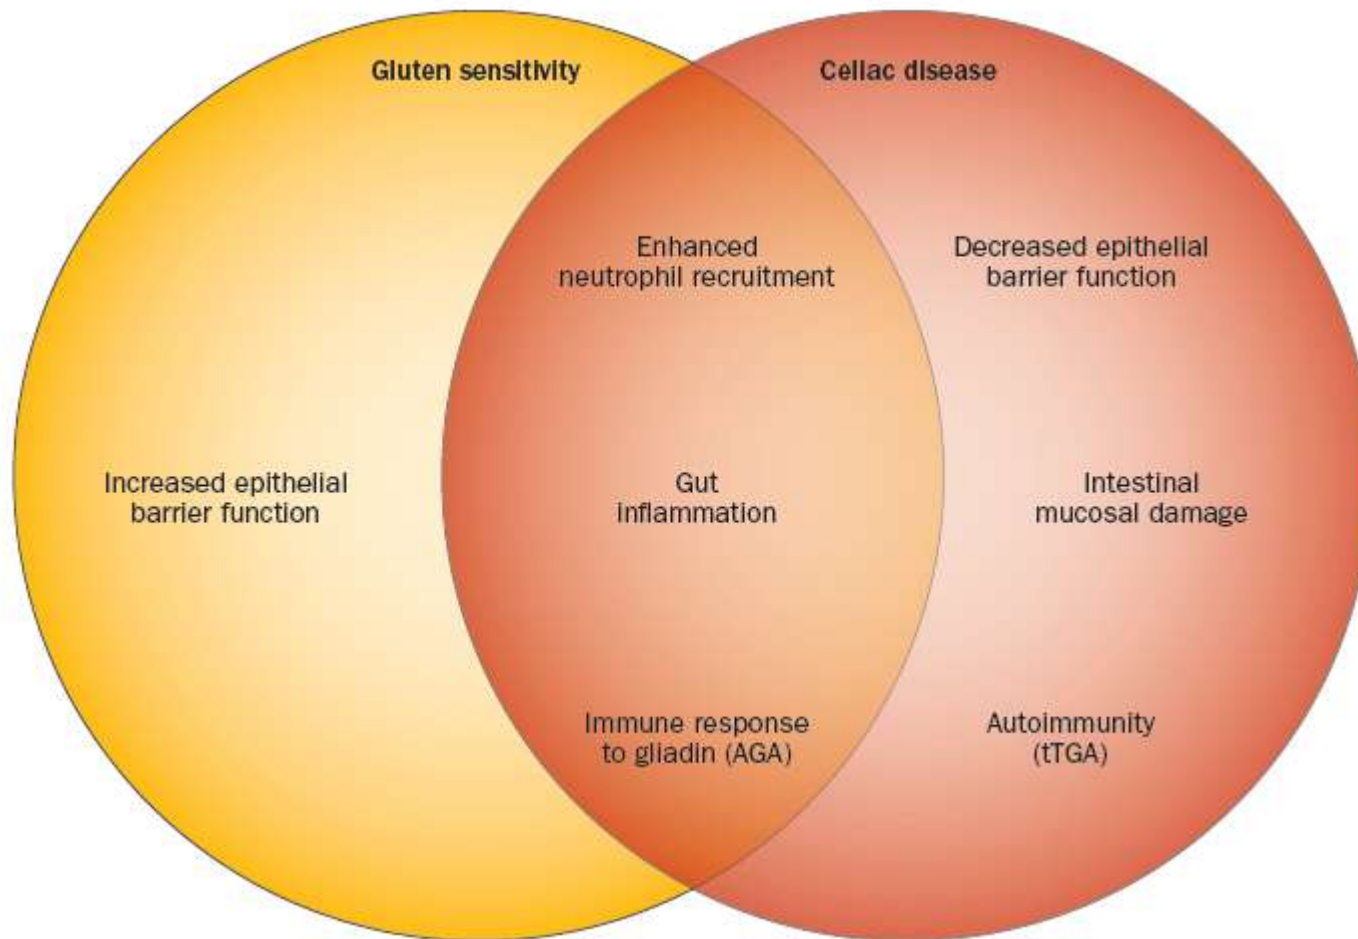 Gluten sensitivity
Celiac disease
Enhanced
neutrophil recruitment
Decreased epithelial
barrier function
Increased epithelial
barrier function
Gut
inflammation
Intestinal
mucosal damage
Immune response
to gliadin (AGA)
Autoimmunity
(tTGA)